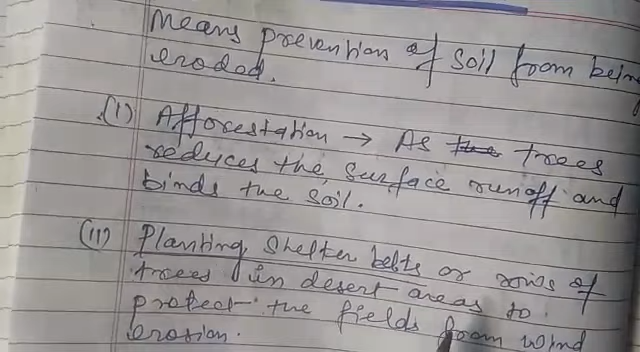 Means prevention of soil from being
eroded.
(i) Afforestation → As trees
reduces the surface runoff and
binds the soil.
(ii) Planting shelter belts or rows of
trees in desert areas to
protect the fields from wind
erosion.